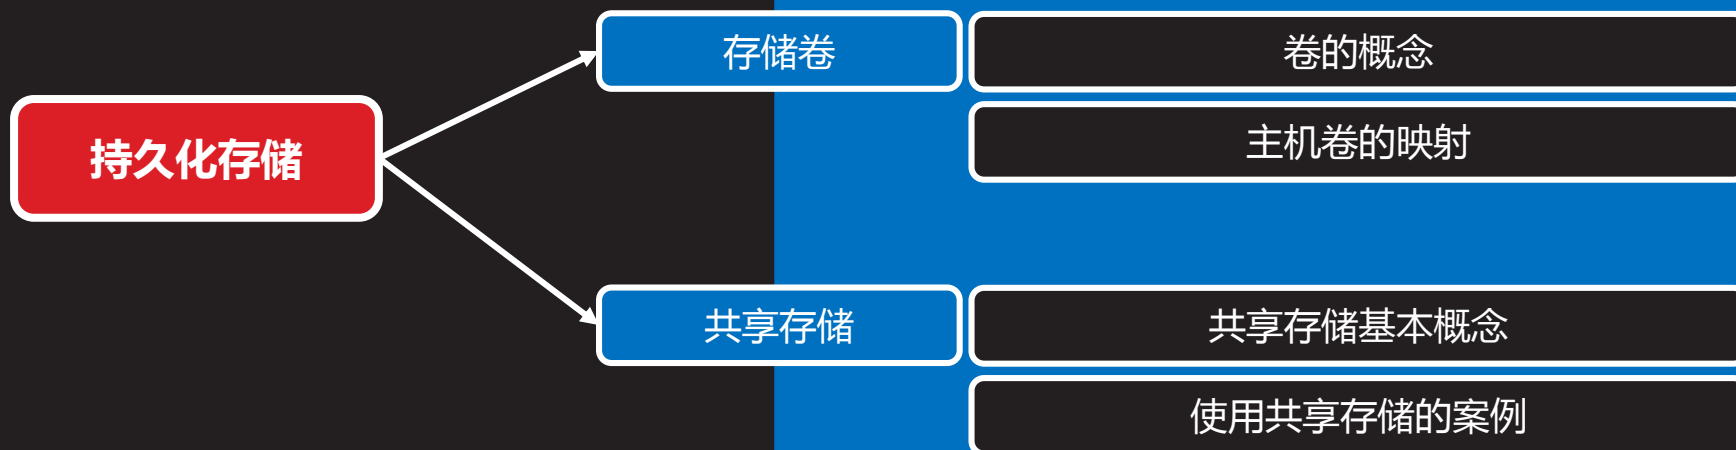 持久化存储
存储卷
卷的概念
主机卷的映射
共享存储
共享存储基本概念
使用共享存储的案例